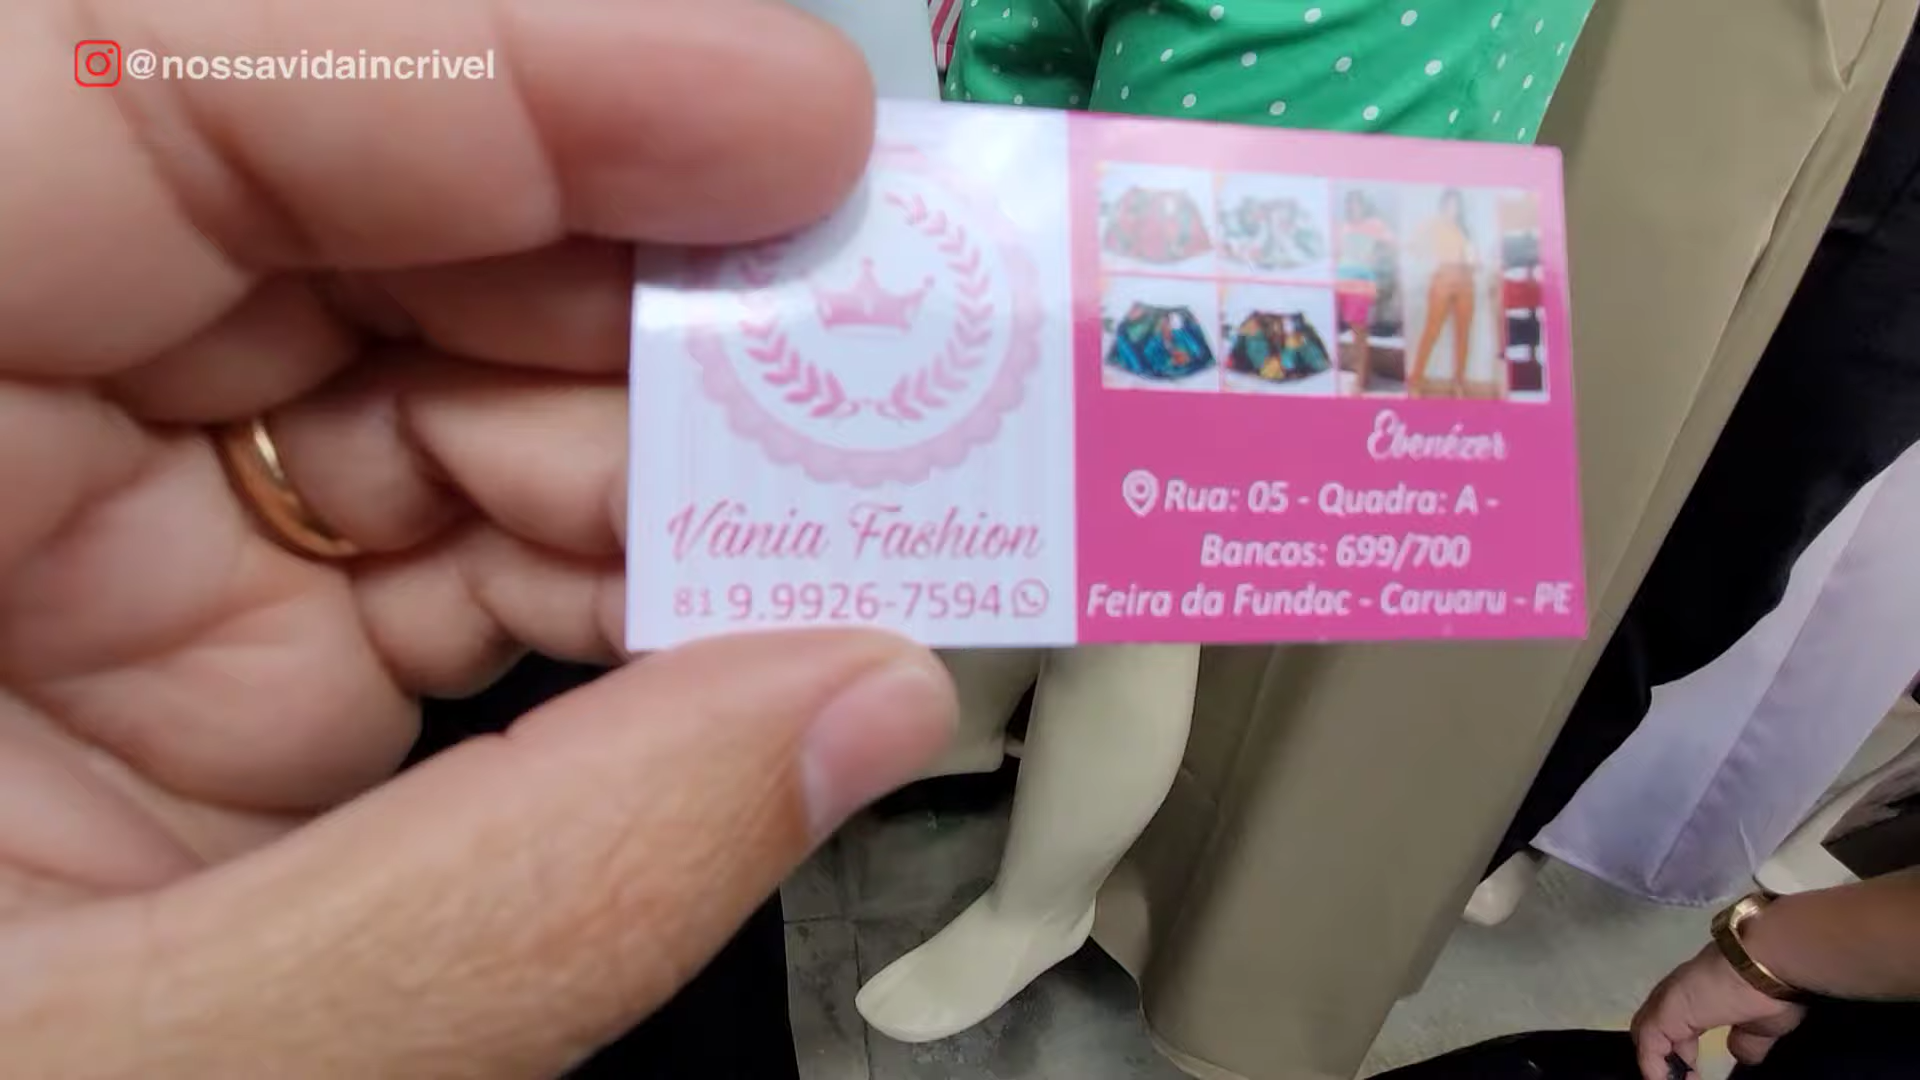 @nossavidaincrivel
Vânia Fashion
81 9.9926-7594
Ebenézer
Rua: 05 - Quadra: A -
Bancos: 699/700
Feira da Fundac - Caruaru - PE